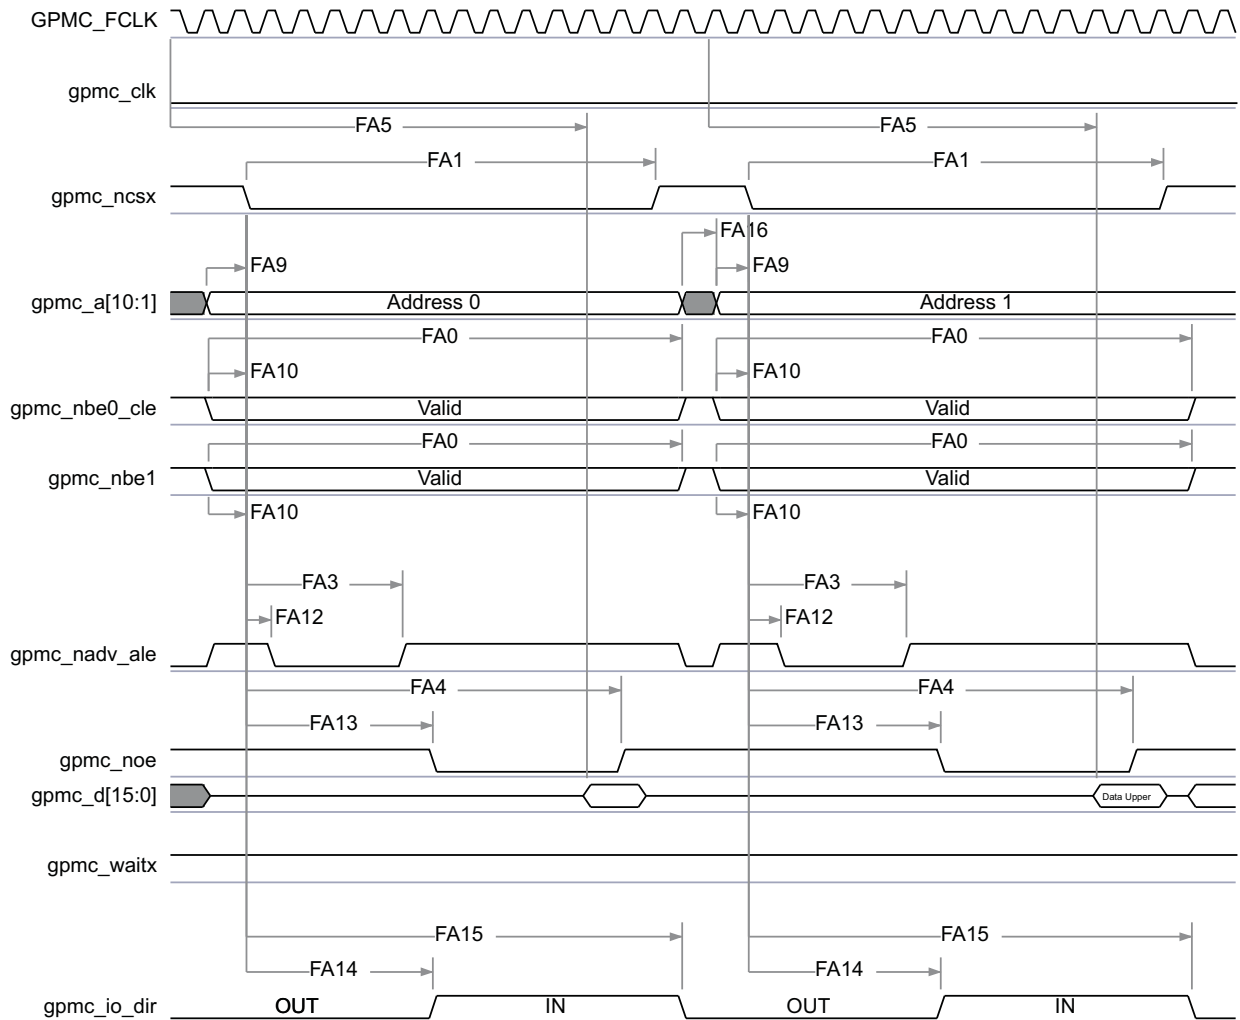 GPMC_FCLK
gpmc_clk
FA5 FA5
FA1 FA1
gpmc_ncsx
FA16
FA9 FA9
gpmc_a[10:1] Address 0 Address 1
FA0 FA0
FA10 FA10
gpmc_nbe0_cle Valid Valid
FA0 FA0
gpmc_nbe1 Valid Valid
FA10 FA10
FA3 FA3
FA12 FA12
gpmc_nadv_ale
FA4 FA4
FA13 FA13
gpmc_noe
gpmc_d[15:0] Data Upper
gpmc_waitx
FA15 FA15
FA14 FA14
gpmc_io_dir OUT IN OUT IN